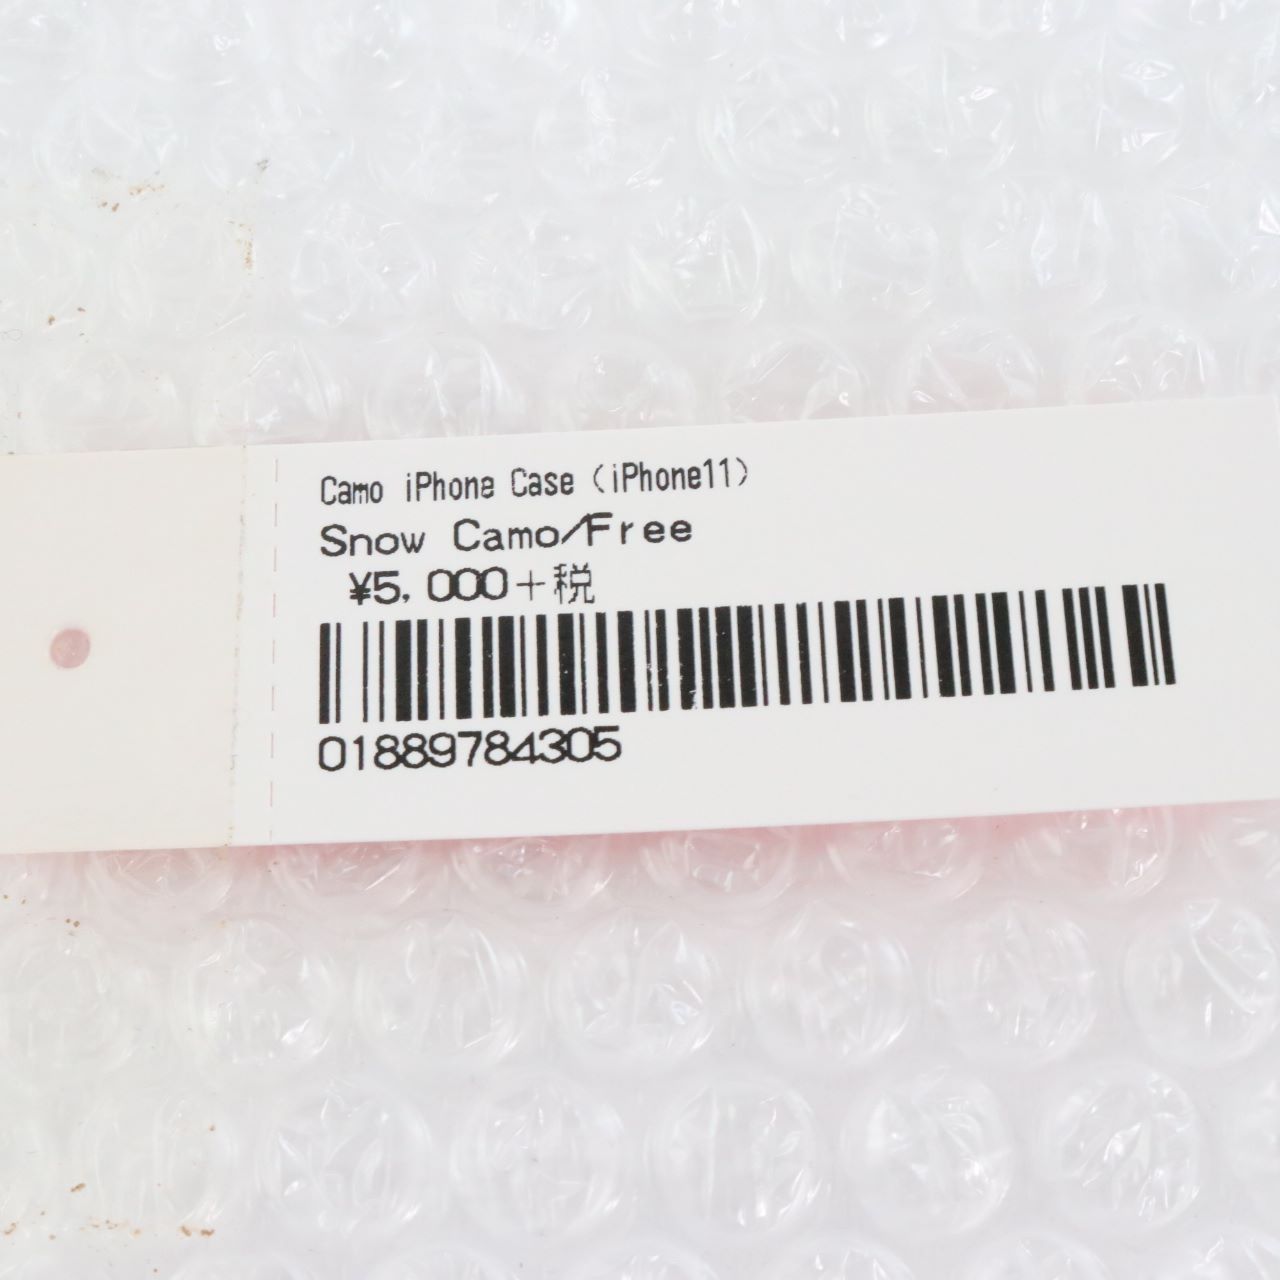 Camo iPhone Case（iPhone11）
Snow Camo/Free
¥5,000+税
01889784305